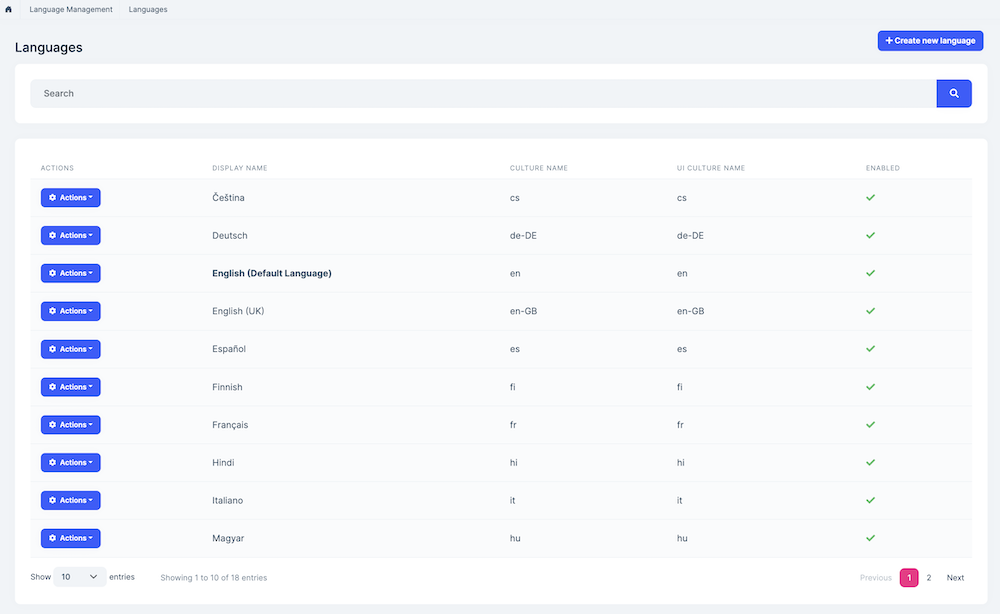 Language Management Languages
Languages
Create new language
Search
ACTIONS DISPLAY NAME CULTURE NAME UI CULTURE NAME ENABLED
Actions Čeština cs cs
Actions Deutsch de-DE de-DE
Actions English (Default Language) en en
Actions English (UK) en-GB en-GB
Actions Español es es
Actions Finnish fi fi
Actions Français fr fr
Actions Hindi hi hi
Actions Italiano it it
Actions Magyar hu hu
Show 10 entries Showing 1 to 10 of 18 entries Previous 1 2 Next